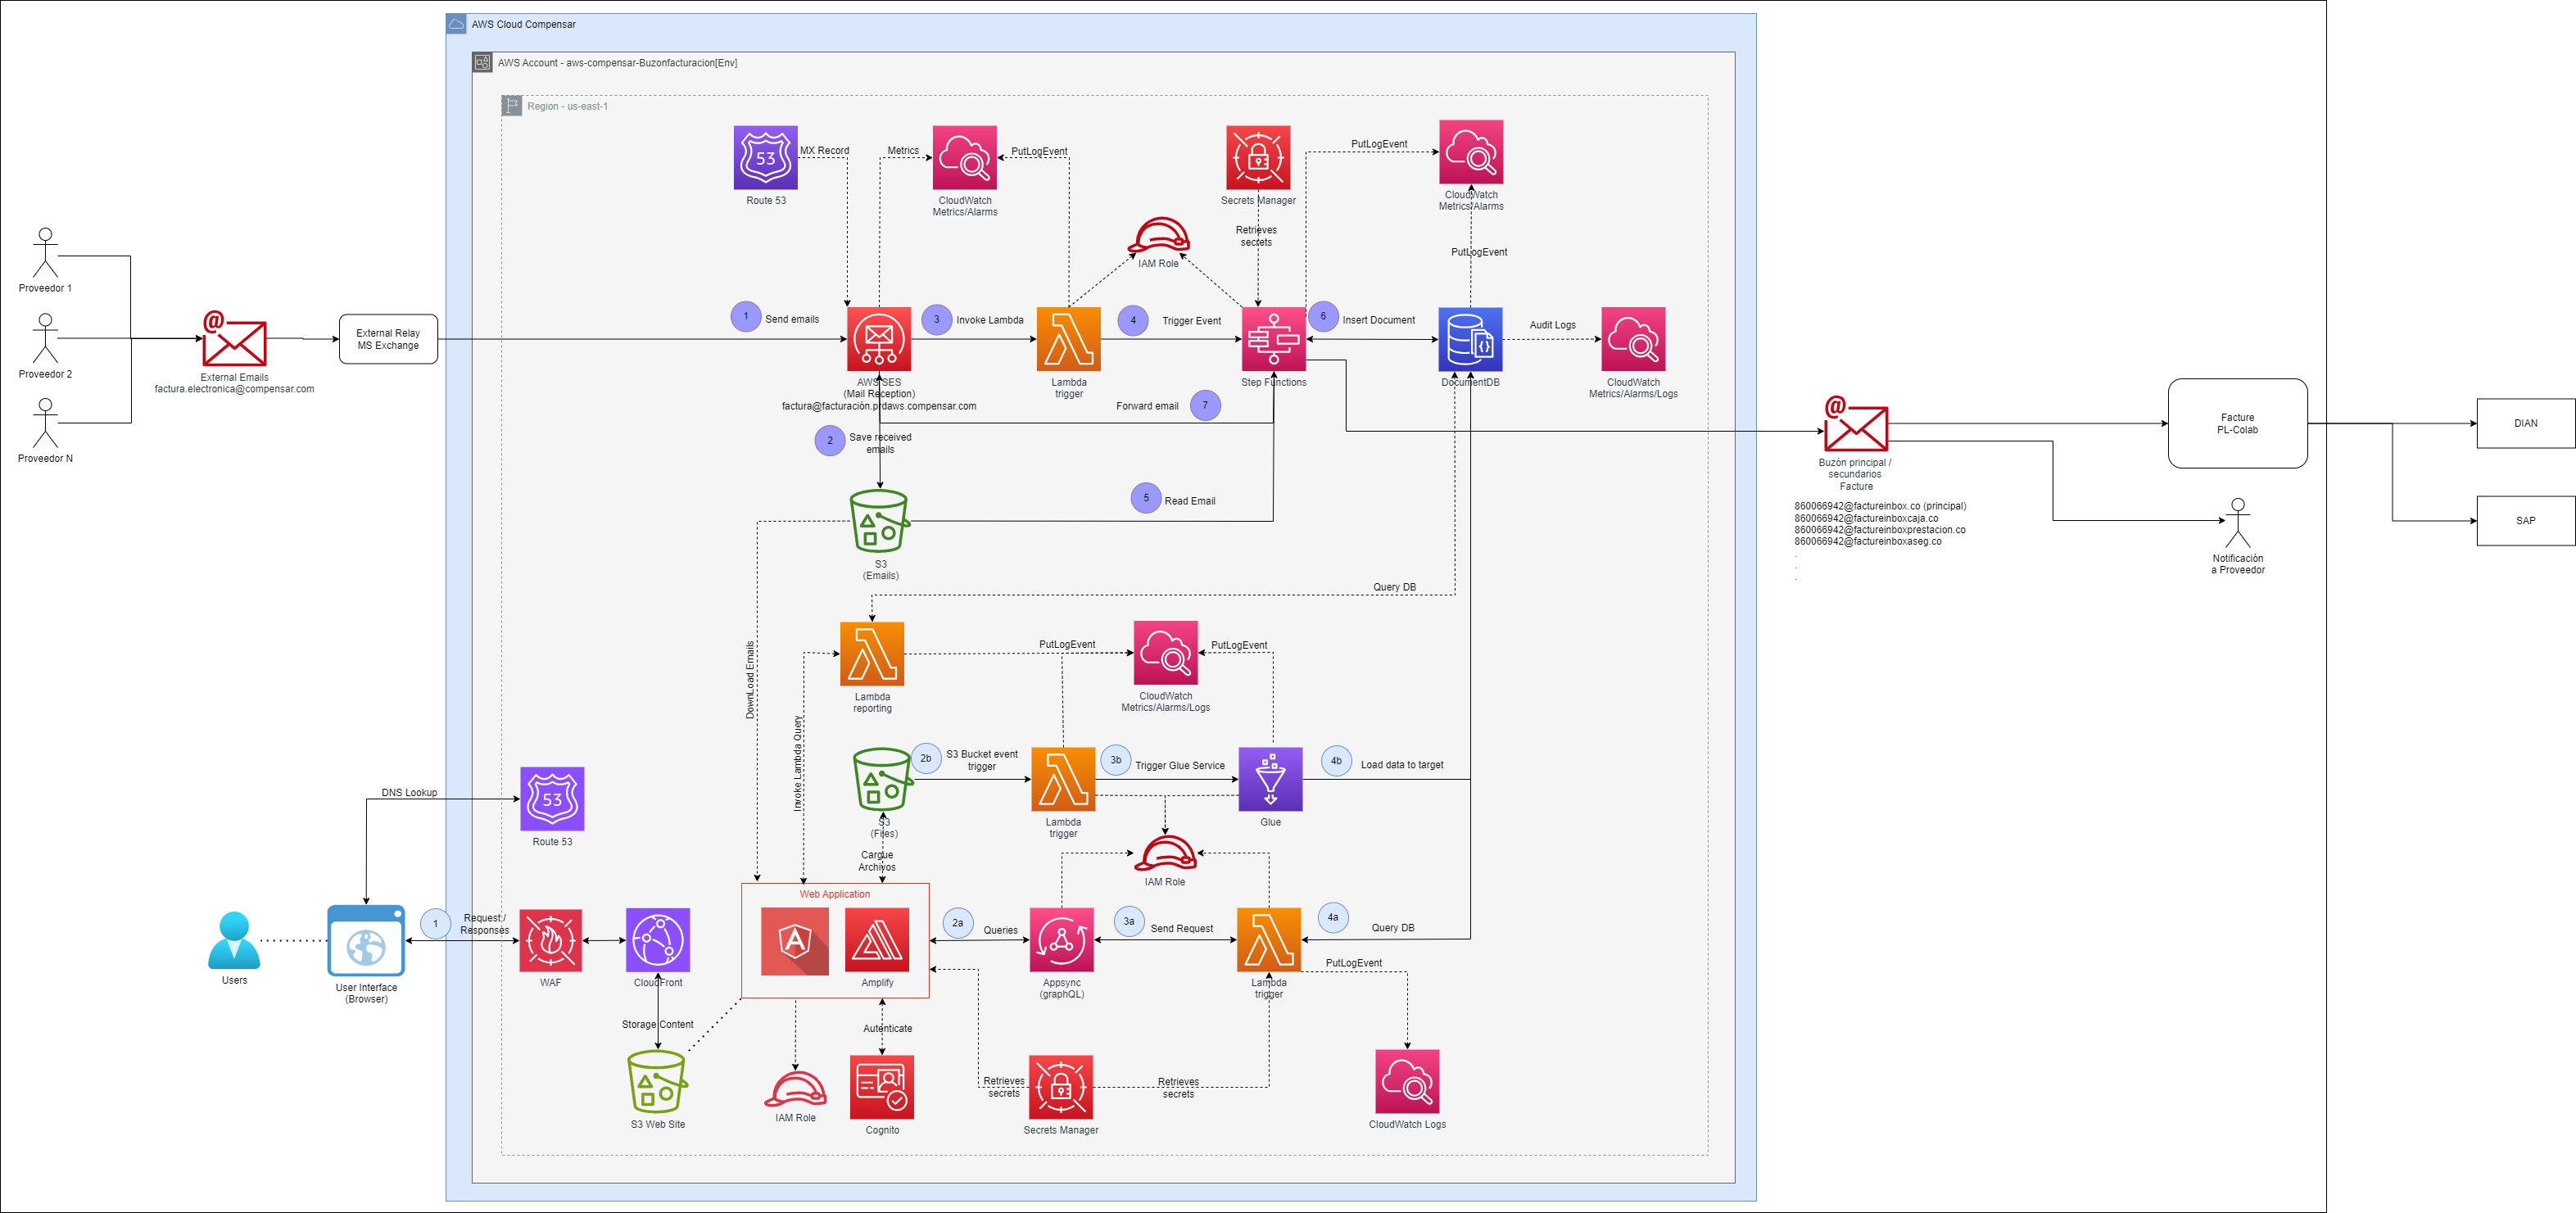 AWS Cloud Compensar
AWS Account - aws-compensar-Buzonfacturacion[Env]
Region - us-east-1
53
MX Record
Route 53
Metrics
PutLogEvent
CloudWatch
Metrics/Alarms
Secrets Manager
Retrieves
secrets
PutLogEvent
CloudWatch
Metrics/Alarms
PutLogEvent
IAM Role
Proveedor 1
Proveedor 2
Proveedor N
@
External Emails
factura.electronica@compensar.com
External Relay
MS Exchange
1
Send emails
AWS SES
(Mail Reception)
factura@facturación.prdaws.compensar.com
3
Invoke Lambda
Lambda
trigger
4
Trigger Event
Step Functions
6
Insert Document
DocumentDB
Audit Logs
CloudWatch
Metrics/Alarms/Logs
Forward email
7
2
Save received
emails
5
Read Email
S3
(Emails)
@
Buzón principal /
secundarios
Facture
860066942@factureinbox.co (principal)
860066942@factureinboxcaja.co
860066942@factureinboxprestacion.co
860066942@factureinboxaseg.co
.
.
.
Facture
PL-Colab
DIAN
SAP
Notificación
a Proveedor
Query DB
DownLoad Emails
Invoke Lambda Query
Lambda
reporting
PutLogEvent
CloudWatch
Metrics/Alarms/Logs
PutLogEvent
S3
(Files)
2b
S3 Bucket event
trigger
Lambda
trigger
3b
Trigger Glue Service
Glue
4b
Load data to target
Cargue
Archivos
IAM Role
DNS Lookup
53
Route 53
Users
User Interface
(Browser)
1
Request /
Responses
WAF
CloudFront
Storage Content
S3 Web Site
Web Application
A
Amplify
2a
Queries
Appsync
(graphQL)
3a
Send Request
Lambda
trigger
4a
Query DB
PutLogEvent
CloudWatch Logs
Autenticate
IAM Role
Cognito
Retrieves
secrets
Secrets Manager
Retrieves
secrets